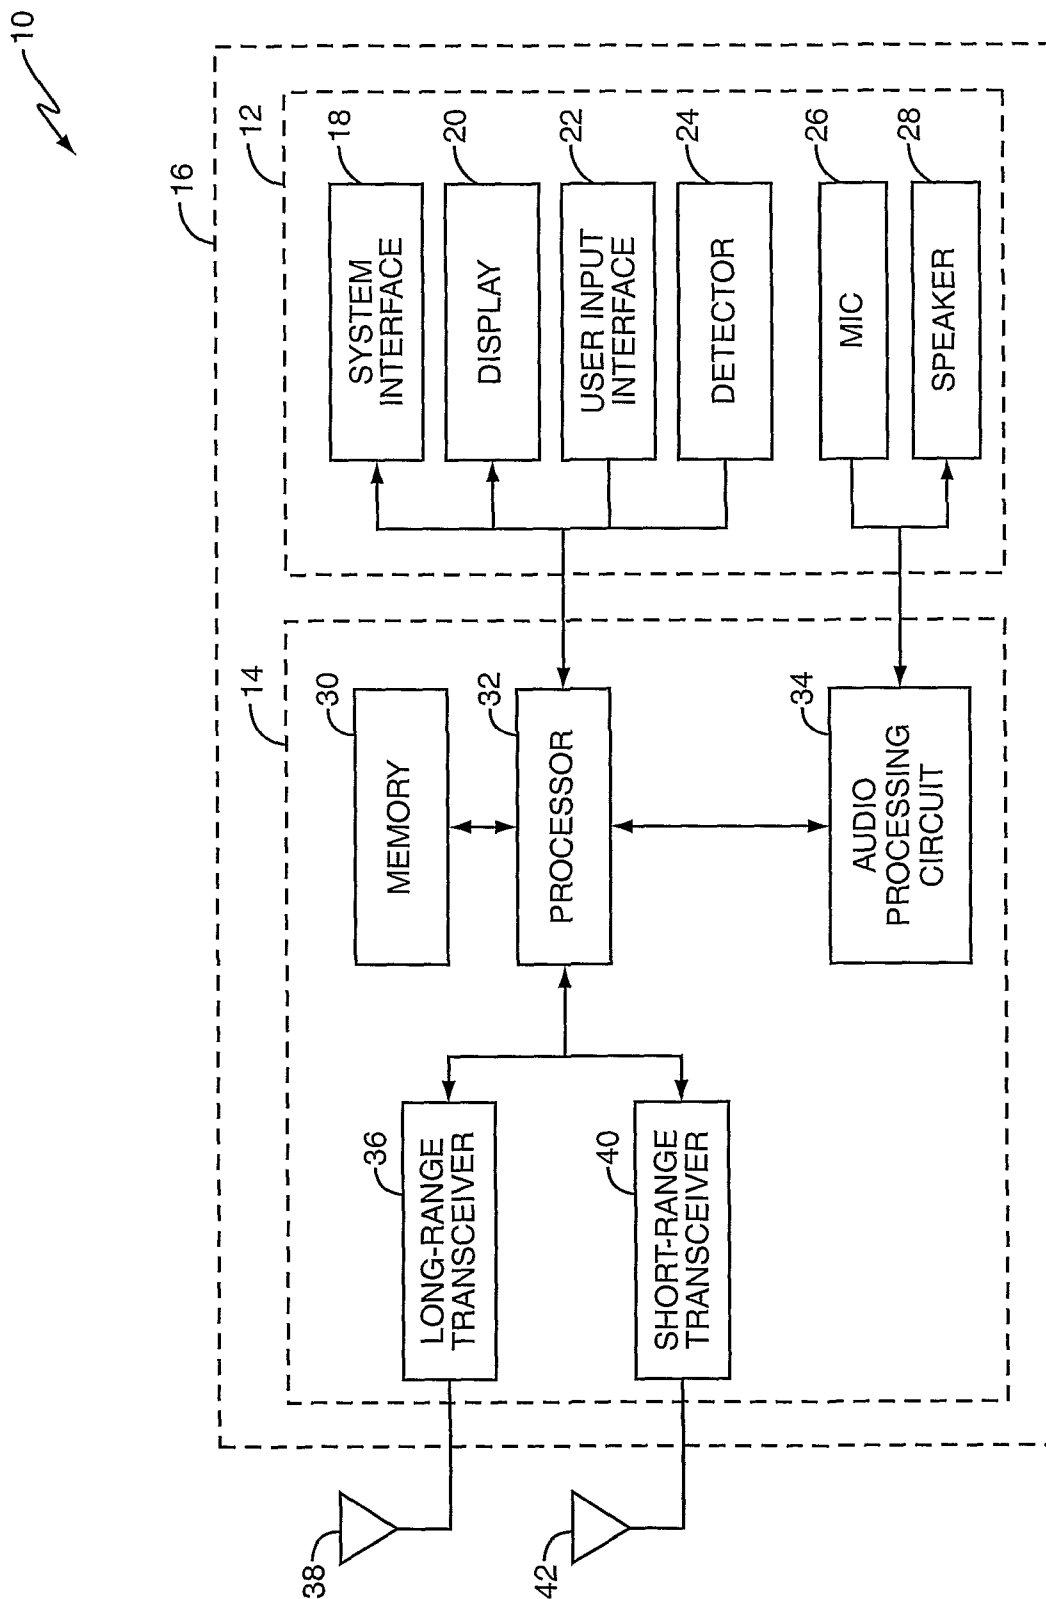 10
16
12
18
SYSTEM
INTERFACE
20
DISPLAY
22
USER INPUT
INTERFACE
24
DETECTOR
26
MIC
28
SPEAKER
14
30
MEMORY
32
PROCESSOR
34
AUDIO
PROCESSING
CIRCUIT
36
LONG-RANGE
TRANSCEIVER
40
SHORT-RANGE
TRANSCEIVER
38
42